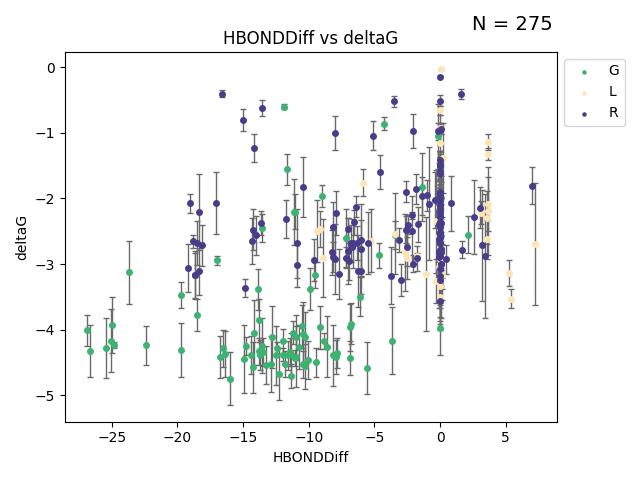 N = 275
HBONDDiff vs deltaG
G
L
R
0
−1
−2
−3
−4
−5
deltaG
−25 −20 −15 −10 −5 0 5
HBONDDiff